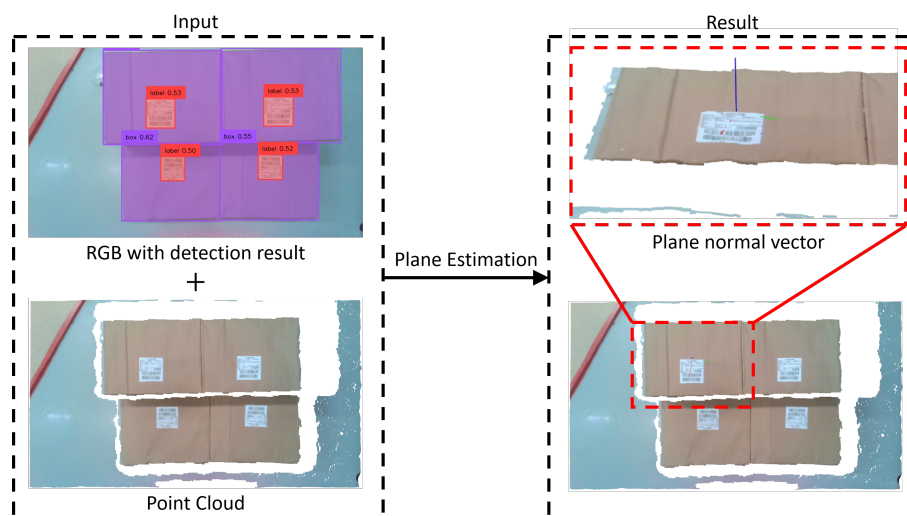 Input
label 0.53
label 0.53
box 0.62
box 0.55
label 0.50
label 0.52
RGB with detection result
+
Point Cloud
Plane Estimation
Result
Plane normal vector